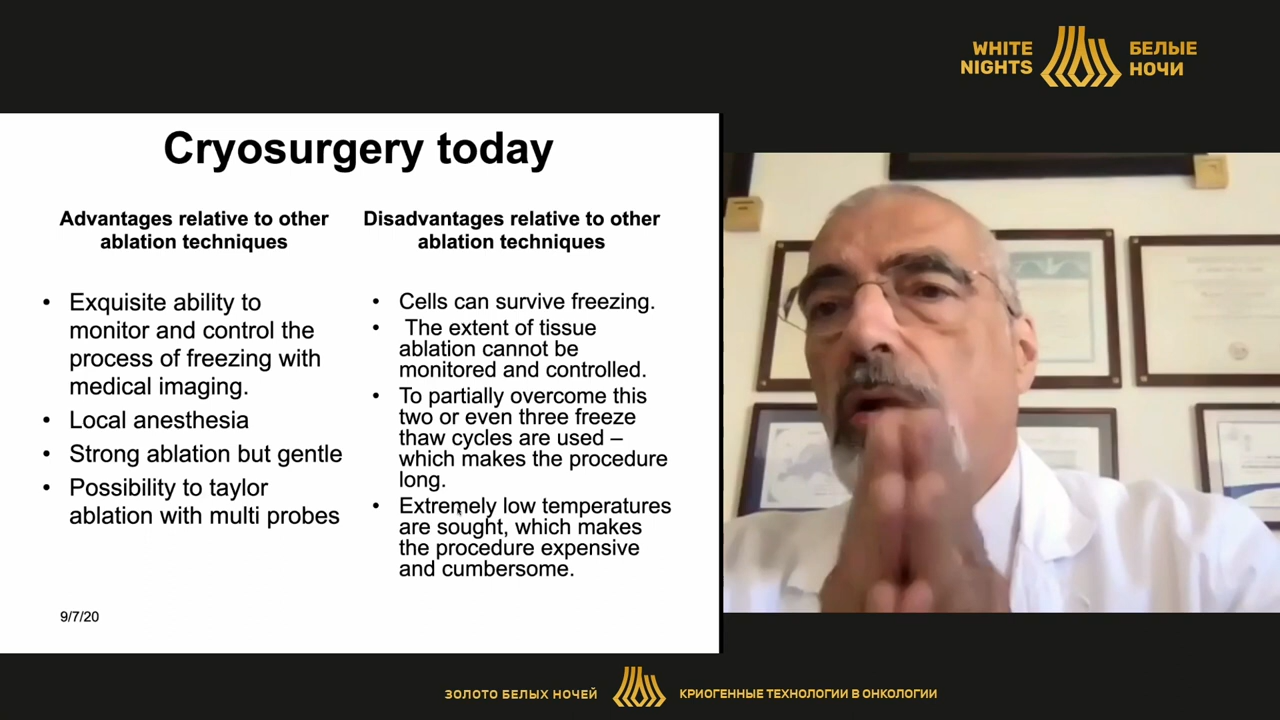 WHITE
NIGHTS
БЕЛЫЕ
НОЧИ
Cryosurgery today
Advantages relative to other
ablation techniques
• Exquisite ability to
monitor and control the
process of freezing with
medical imaging.
• Local anesthesia
• Strong ablation but gentle
• Possibility to taylor
ablation with multi probes
Disadvantages relative to other
ablation techniques
• Cells can survive freezing.
• The extent of tissue
ablation cannot be
monitored and controlled.
• To partially overcome this
two or even three freeze
thaw cycles are used –
which makes the procedure
long.
• Extremely low temperatures
are sought, which makes
the procedure expensive
and cumbersome.
9/7/20
ЗОЛОТО БЕЛЫХ НОЧЕЙ
КРИОГЕННЫЕ ТЕХНОЛОГИИ В ОНКОЛОГИИ